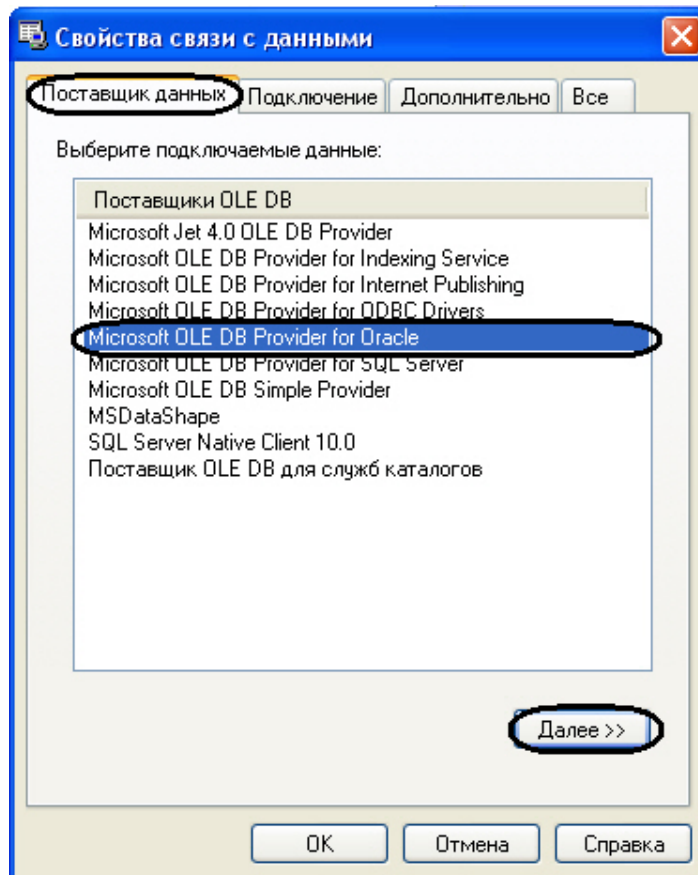 Свойства связи с данными
Поставщик данных Подключение Дополнительно Все
Выберите подключаемые данные:
Поставщики OLE DB
Microsoft Jet 4.0 OLE DB Provider
Microsoft OLE DB Provider for Indexing Service
Microsoft OLE DB Provider for Internet Publishing
Microsoft OLE DB Provider for ODBC Drivers
Microsoft OLE DB Provider for Oracle
Microsoft OLE DB Provider for SQL Server
Microsoft OLE DB Simple Provider
MSDataShape
SQL Server Native Client 10.0
Поставщик OLE DB для служб каталогов
Далее >>
OK Отмена Справка